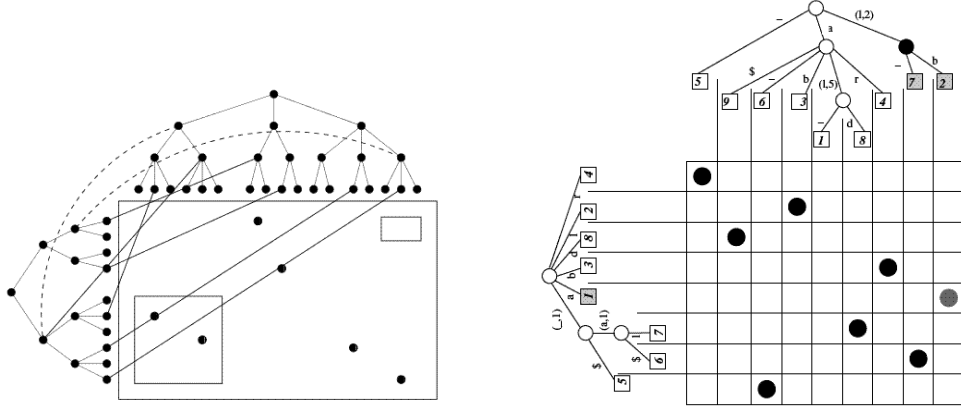 _ a (1,2)
5 $ _ b (1,5) r _ b
9 6 3 4 7 2
_ d
1 8
4
r
2
l
8
d
3
b
1
a
(_,1) (a,1) l 7
$ 6
$ 5